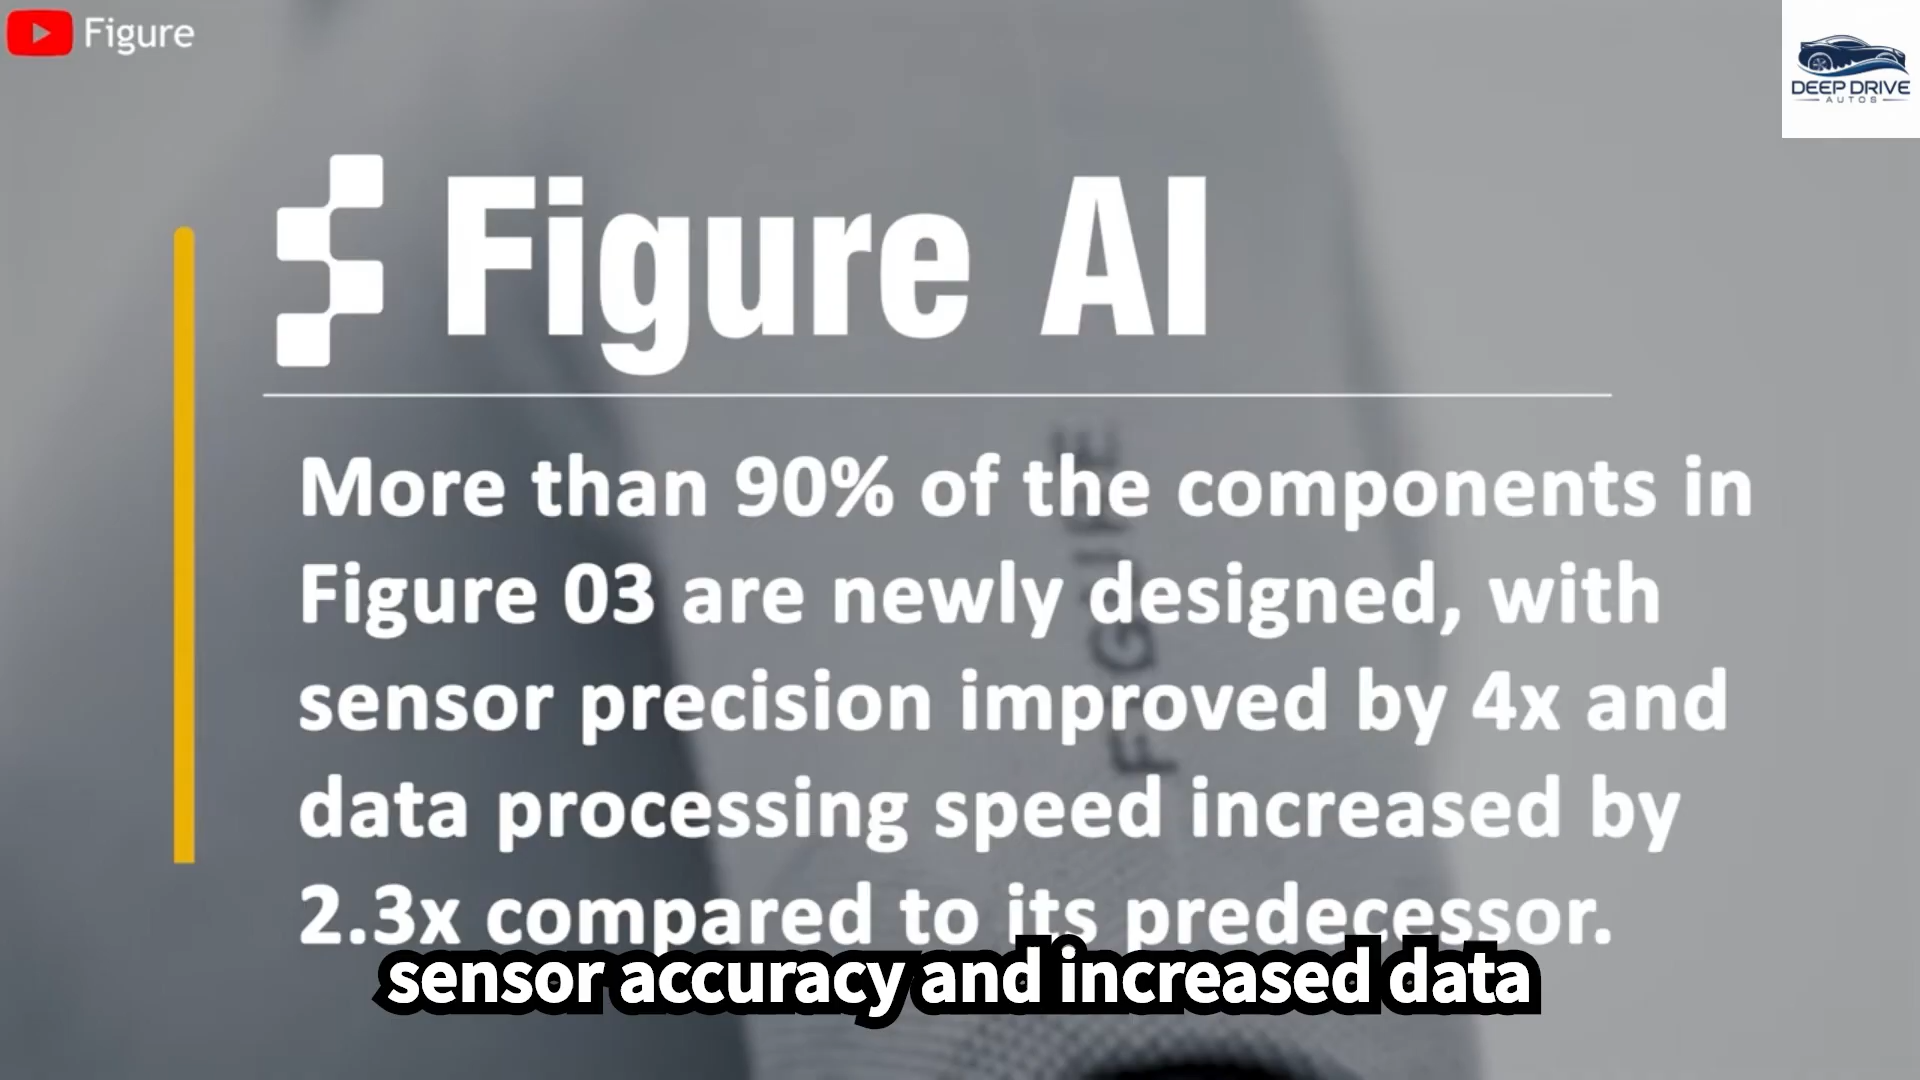 Figure
DEEP DRIVE
AUTOS
Figure AI
More than 90% of the components in
Figure 03 are newly designed, with
sensor precision improved by 4x and
data processing speed increased by
2.3x compared to its predecessor.
sensor accuracy and increased data
FIGURE